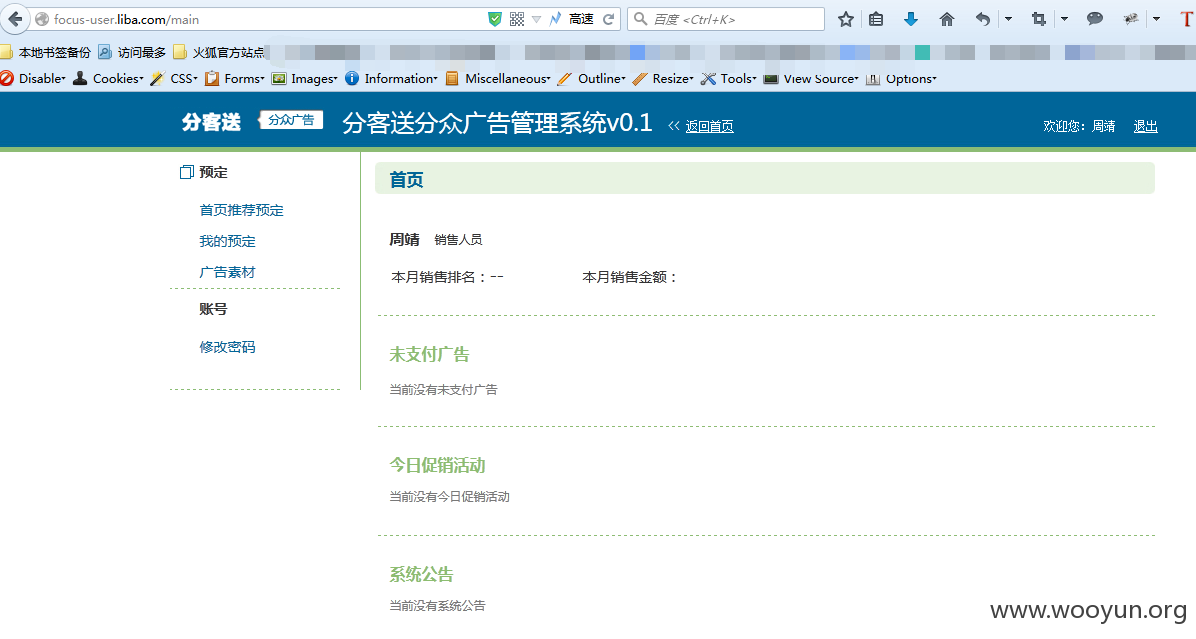 focus-user.liba.com/main 高速 百度 <Ctrl+K>
本地书签备份 访问最多 火狐官方站点
Disable Cookies CSS Forms Images Information Miscellaneous Outline Resize Tools View Source Options
分客送 分众广告 分客送分众广告管理系统v0.1 << 返回首页 欢迎您：周靖 退出
预定
首页推荐预定
我的预定
广告素材
账号
修改密码
首页
周靖 销售人员
本月销售排名：-- 本月销售金额：
未支付广告
当前没有未支付广告
今日促销活动
当前没有今日促销活动
系统公告
当前没有系统公告
www.wooyun.org